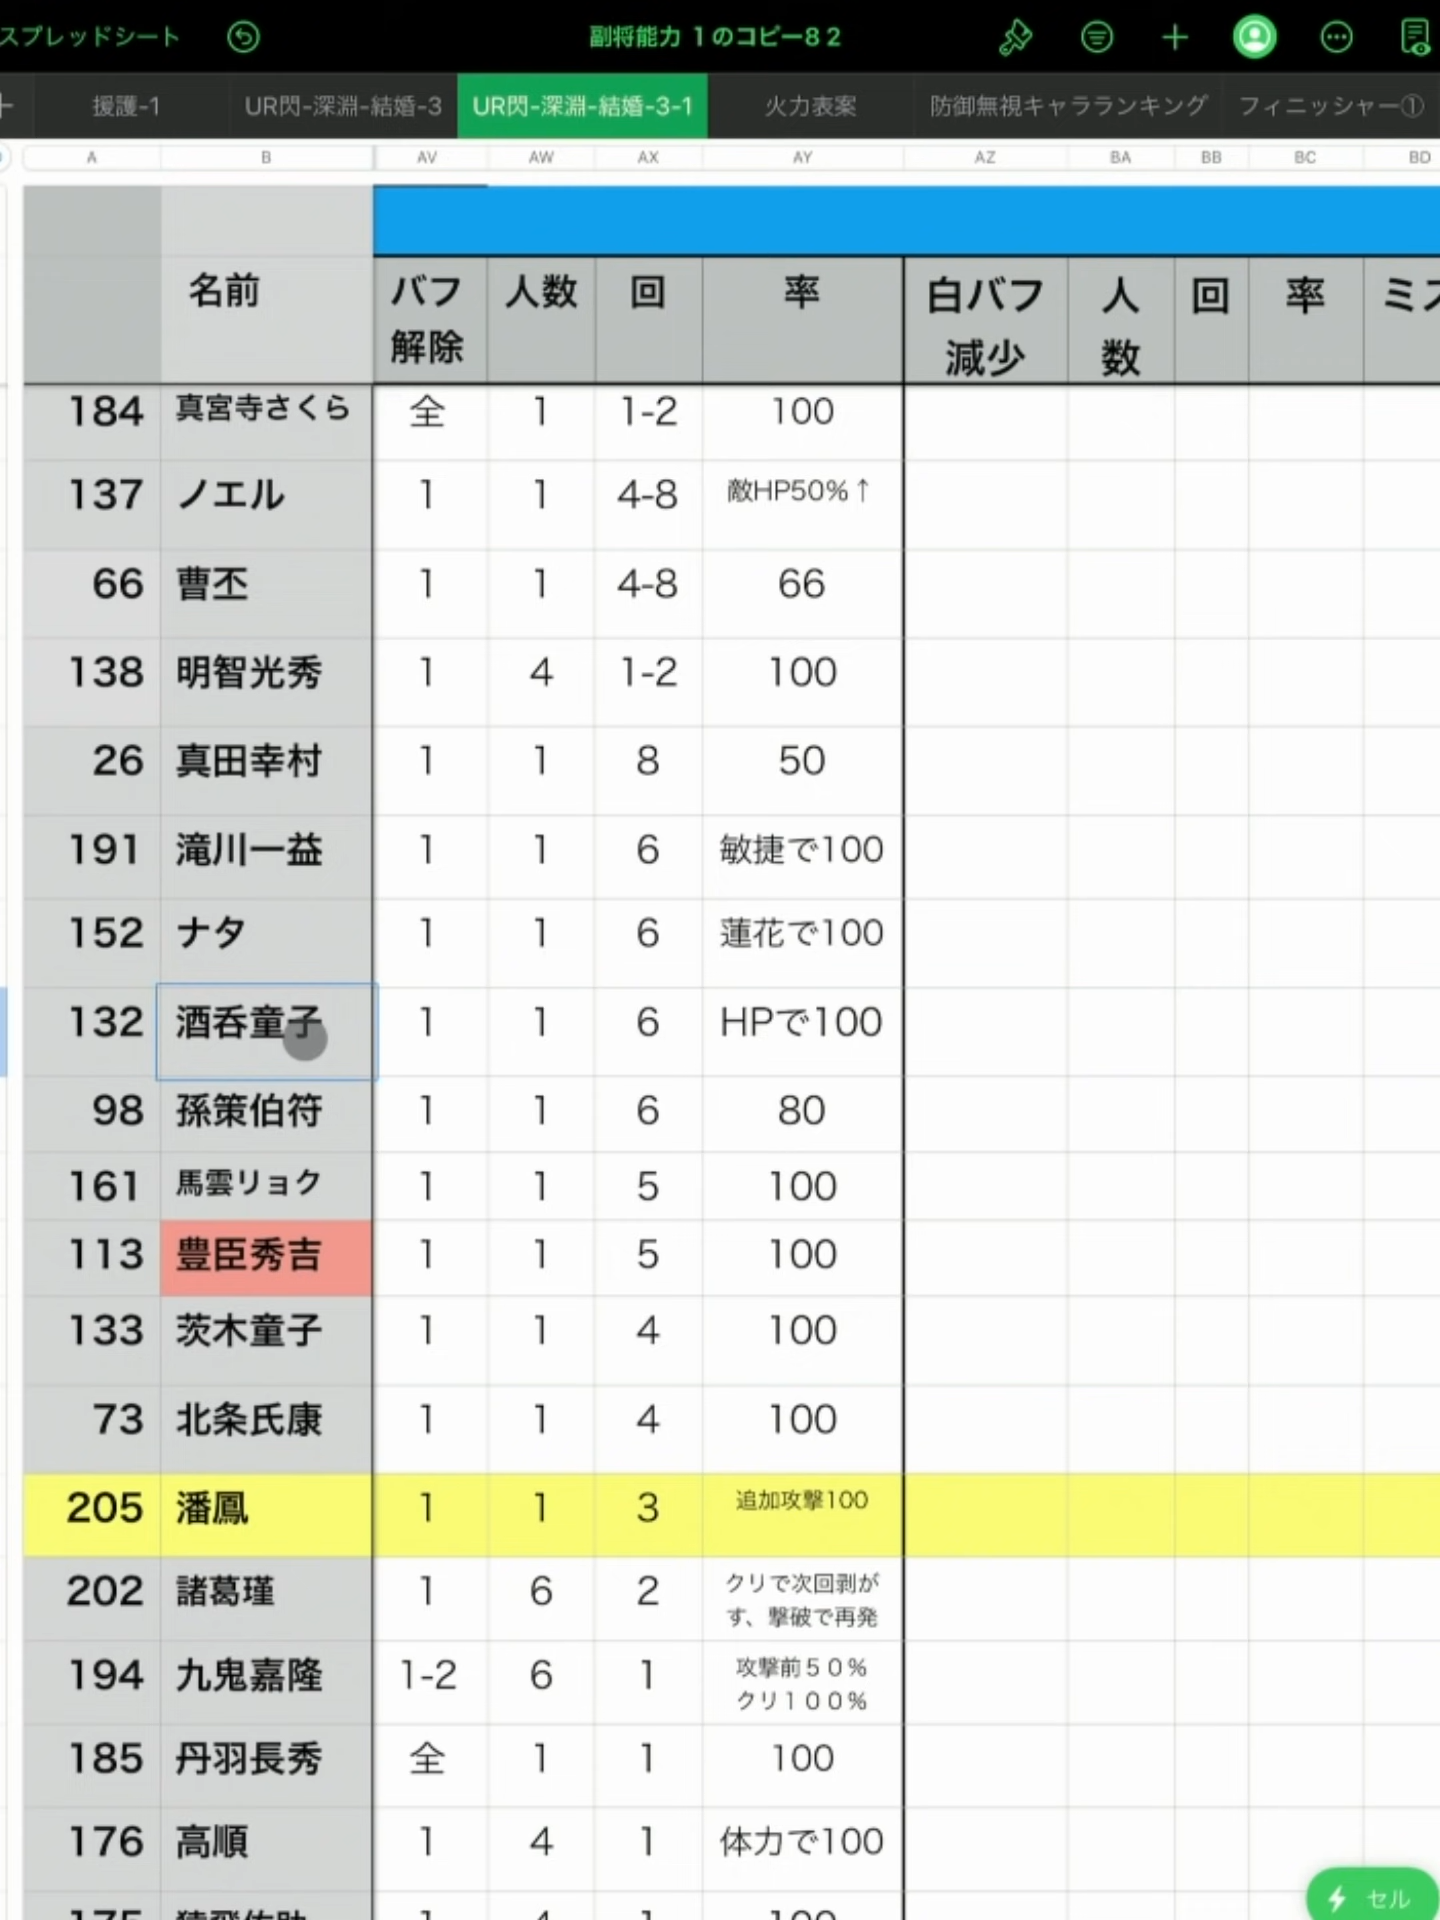 スプレッドシート 副将能力 1のコピー8 2
援護-1 UR閃-深淵-結婚-3 UR閃-深淵-結婚-3-1 火力表案 防御無視キャラランキング フィニッシャー①
A B AV AW AX AY AZ BA BB BC BD
名前 バフ解除 人数 回 率 白バフ減少 人数 回 率 ミス
184 真宮寺さくら 全 1 1-2 100
137 ノエル 1 1 4-8 敵HP50%↑
66 曹丕 1 1 4-8 66
138 明智光秀 1 4 1-2 100
26 真田幸村 1 1 8 50
191 滝川一益 1 1 6 敏捷で100
152 ナタ 1 1 6 蓮花で100
132 酒呑童子 1 1 6 HPで100
98 孫策伯符 1 1 6 80
161 馬雲リョク 1 1 5 100
113 豊臣秀吉 1 1 5 100
133 茨木童子 1 1 4 100
73 北条氏康 1 1 4 100
205 潘鳳 1 1 3 追加攻撃100
202 諸葛瑾 1 6 2 クリで次回剥がす、撃破で再発
194 九鬼嘉隆 1-2 6 1 攻撃前５０％ クリ１００％
185 丹羽長秀 全 1 1 100
176 高順 1 4 1 体力で100
175 猿飛佐助 1 4 1 100
セル